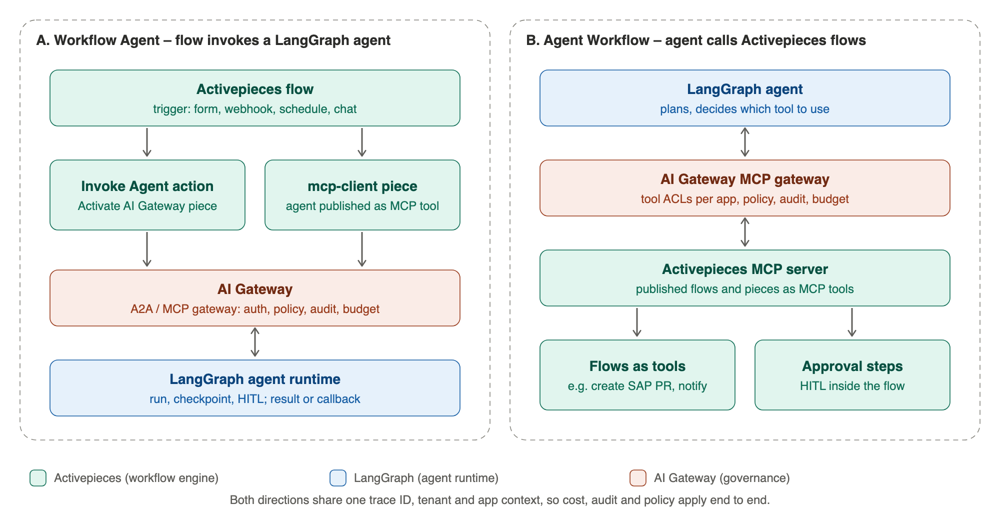 A. Workflow Agent – flow invokes a LangGraph agent
Activepieces flow
trigger: form, webhook, schedule, chat
Invoke Agent action
Activate AI Gateway piece
mcp-client piece
agent published as MCP tool
AI Gateway
A2A / MCP gateway: auth, policy, audit, budget
LangGraph agent runtime
run, checkpoint, HITL; result or callback
B. Agent Workflow – agent calls Activepieces flows
LangGraph agent
plans, decides which tool to use
AI Gateway MCP gateway
tool ACLs per app, policy, audit, budget
Activepieces MCP server
published flows and pieces as MCP tools
Flows as tools
e.g. create SAP PR, notify
Approval steps
HITL inside the flow
Activepieces (workflow engine)
LangGraph (agent runtime)
AI Gateway (governance)
Both directions share one trace ID, tenant and app context, so cost, audit and policy apply end to end.